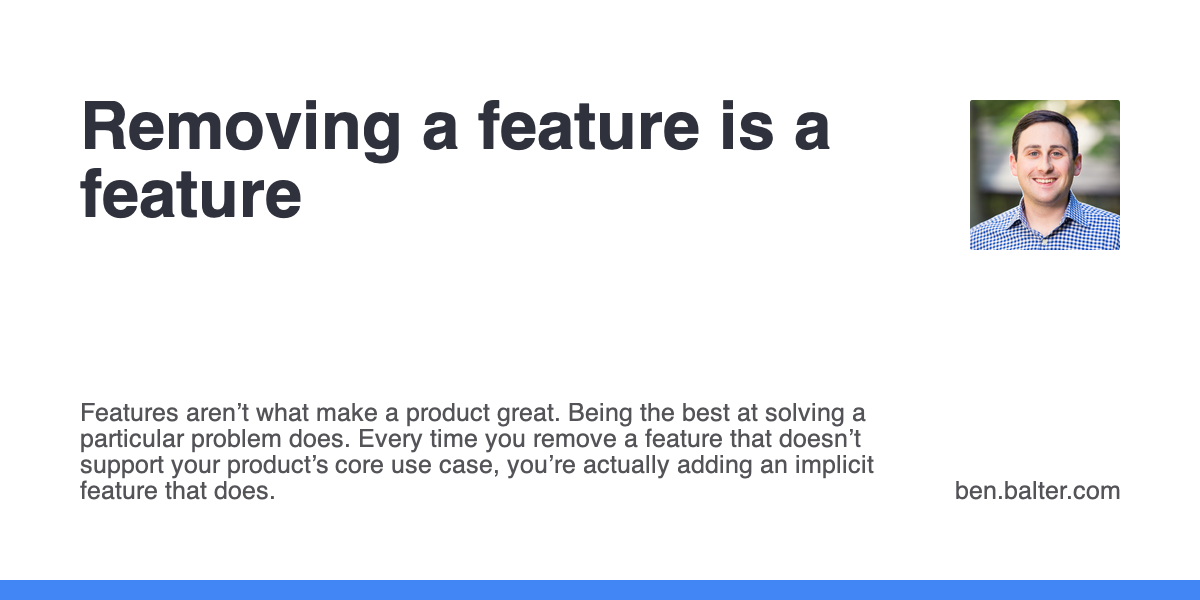 Removing a feature is a
feature
Features aren’t what make a product great. Being the best at solving a
particular problem does. Every time you remove a feature that doesn’t
support your product’s core use case, you’re actually adding an implicit
feature that does.
ben.balter.com